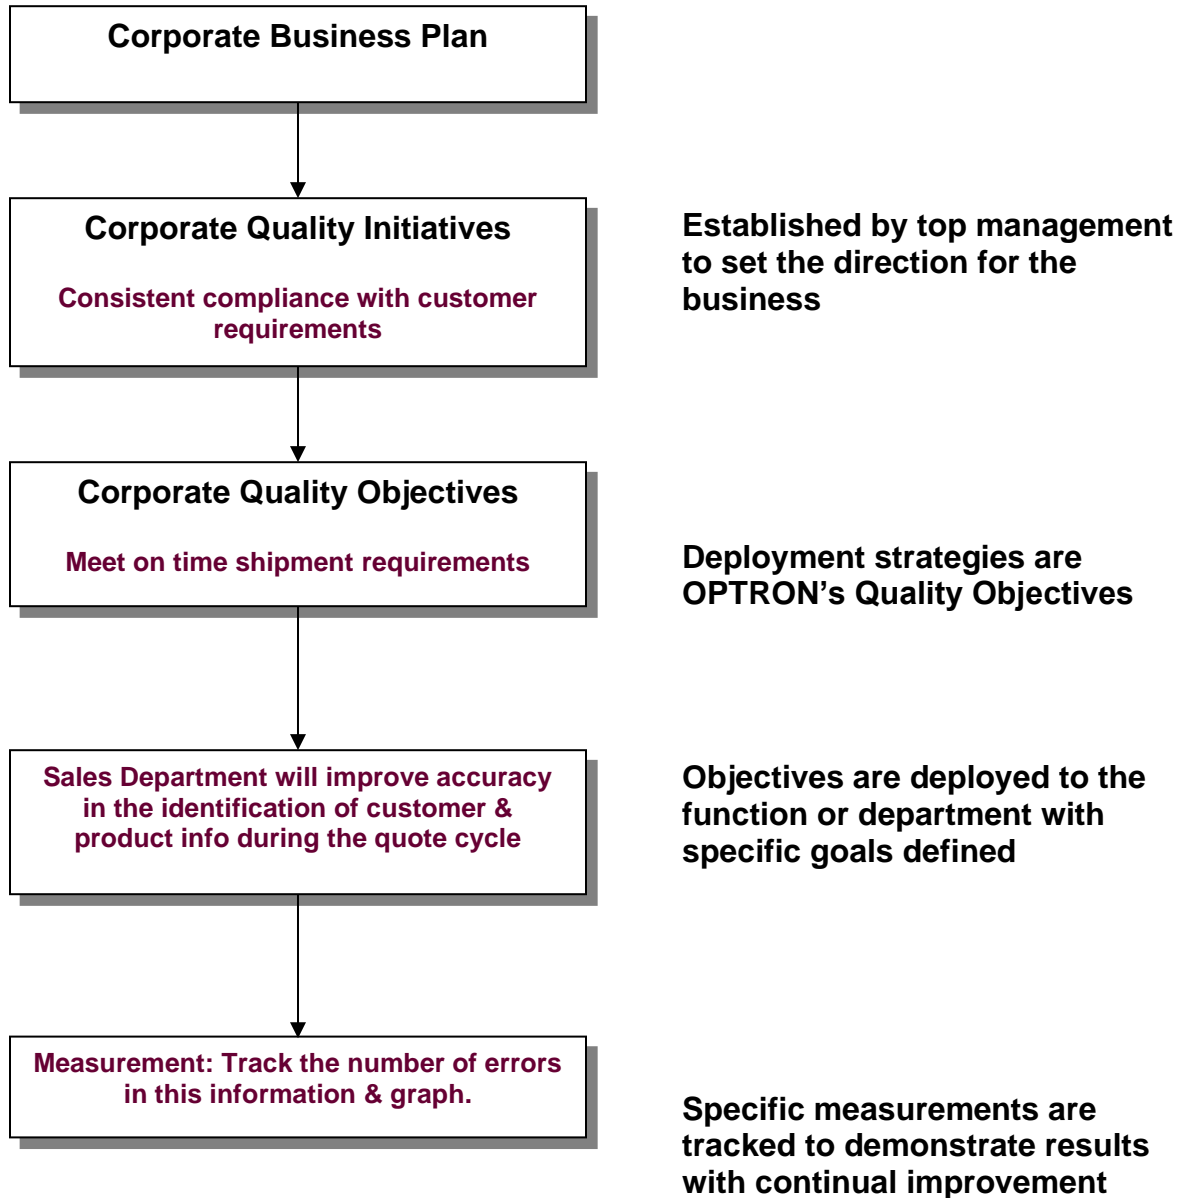 Corporate Business Plan
Corporate Quality Initiatives
Consistent compliance with customer
requirements
Established by top management
to set the direction for the
business
Corporate Quality Objectives
Meet on time shipment requirements
Deployment strategies are
OPTRON’s Quality Objectives
Sales Department will improve accuracy
in the identification of customer &
product info during the quote cycle
Objectives are deployed to the
function or department with
specific goals defined
Measurement: Track the number of errors
in this information & graph.
Specific measurements are
tracked to demonstrate results
with continual improvement